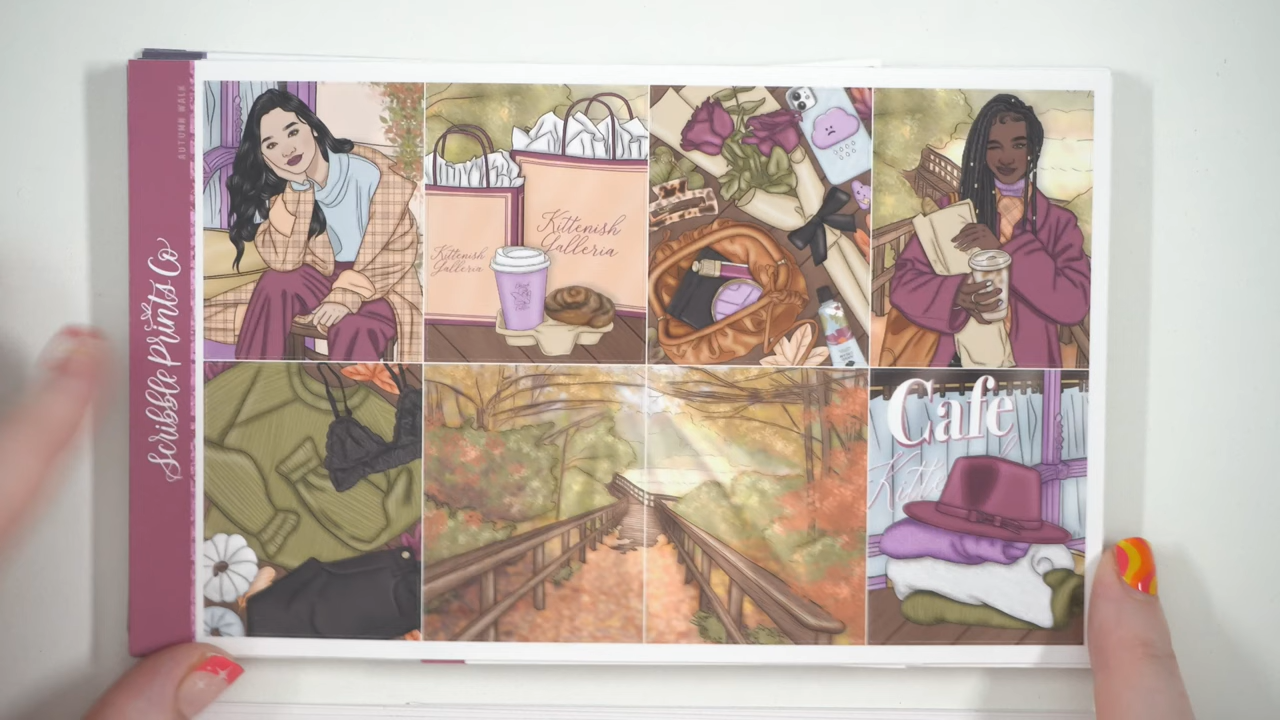 AUTUMN WALK
Scribble Prints Co
Kittenish
Galleria
Kittenish
Galleria
Cafe